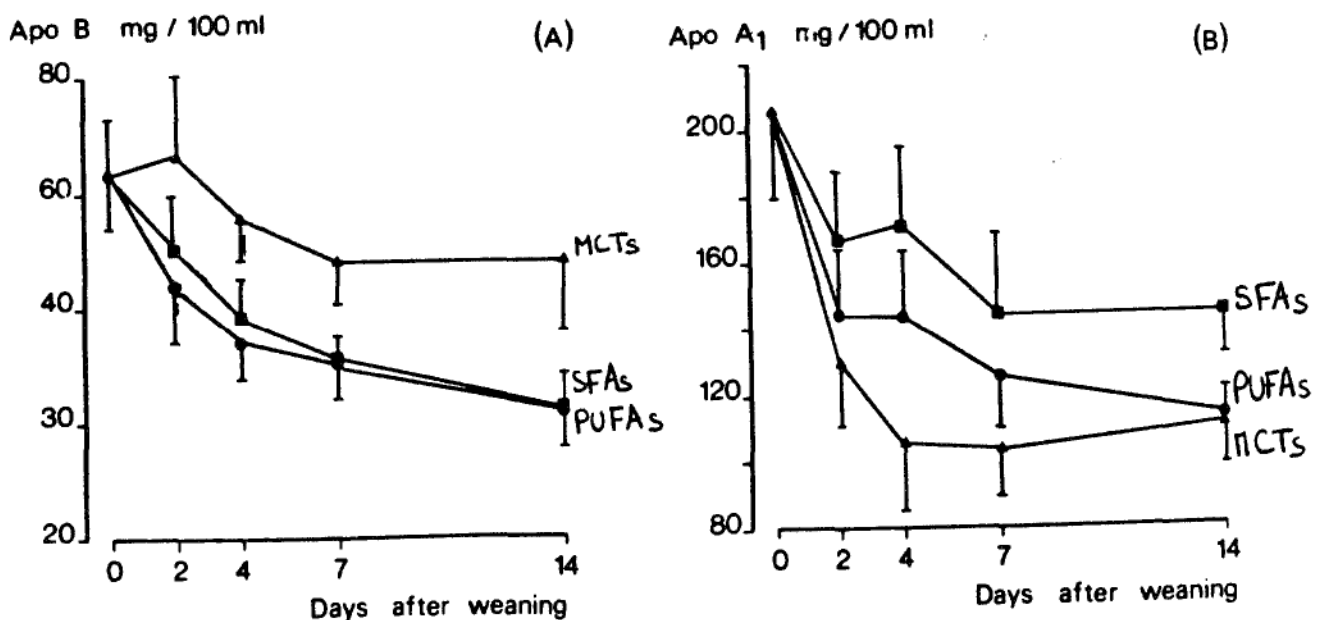 Apo B mg / 100 ml
(A)
80
60
40
30
20
MCTs
SFAs
PUFAs
0 2 4 7 14
Days after weaning
Apo A1 mg / 100 ml
(B)
200
160
120
80
SFAs
PUFAs
MCTs
0 2 4 7 14
Days after weaning